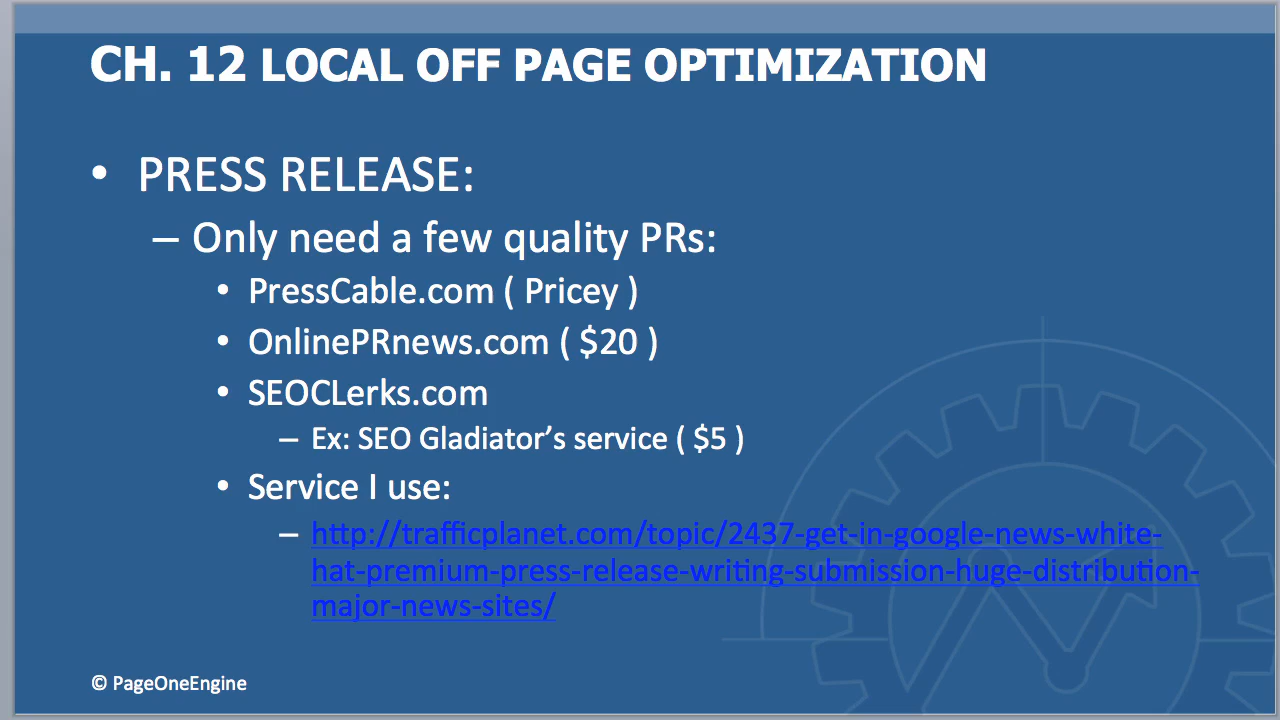 CH. 12 LOCAL OFF PAGE OPTIMIZATION
• PRESS RELEASE:
– Only need a few quality PRs:
• PressCable.com ( Pricey )
• OnlinePRnews.com ( $20 )
• SEOCLerks.com
– Ex: SEO Gladiator’s service ( $5 )
• Service I use:
– http://trafficplanet.com/topic/2437-get-in-google-news-white-
hat-premium-press-release-writing-submission-huge-distribution-
major-news-sites/
© PageOneEngine